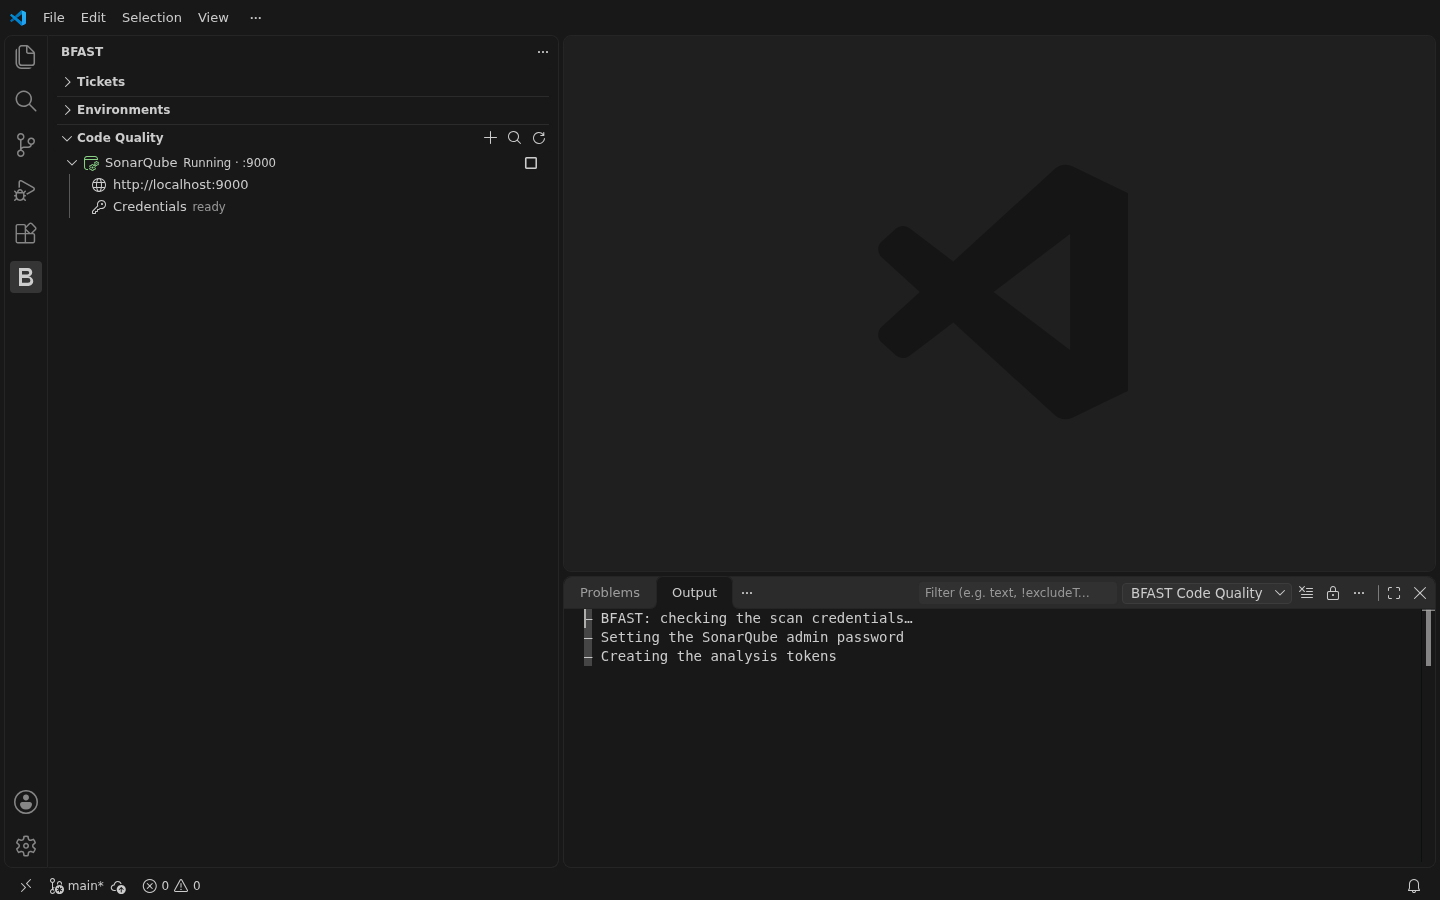 File Edit Selection View ···
BFAST ···
Tickets
Environments
Code Quality
SonarQube Running · :9000
http://localhost:9000
Credentials ready
B
Problems Output ··· Filter (e.g. text, !excludeT... BFAST Code Quality ···
— BFAST: checking the scan credentials…
— Setting the SonarQube admin password
— Creating the analysis tokens
main* 0 0